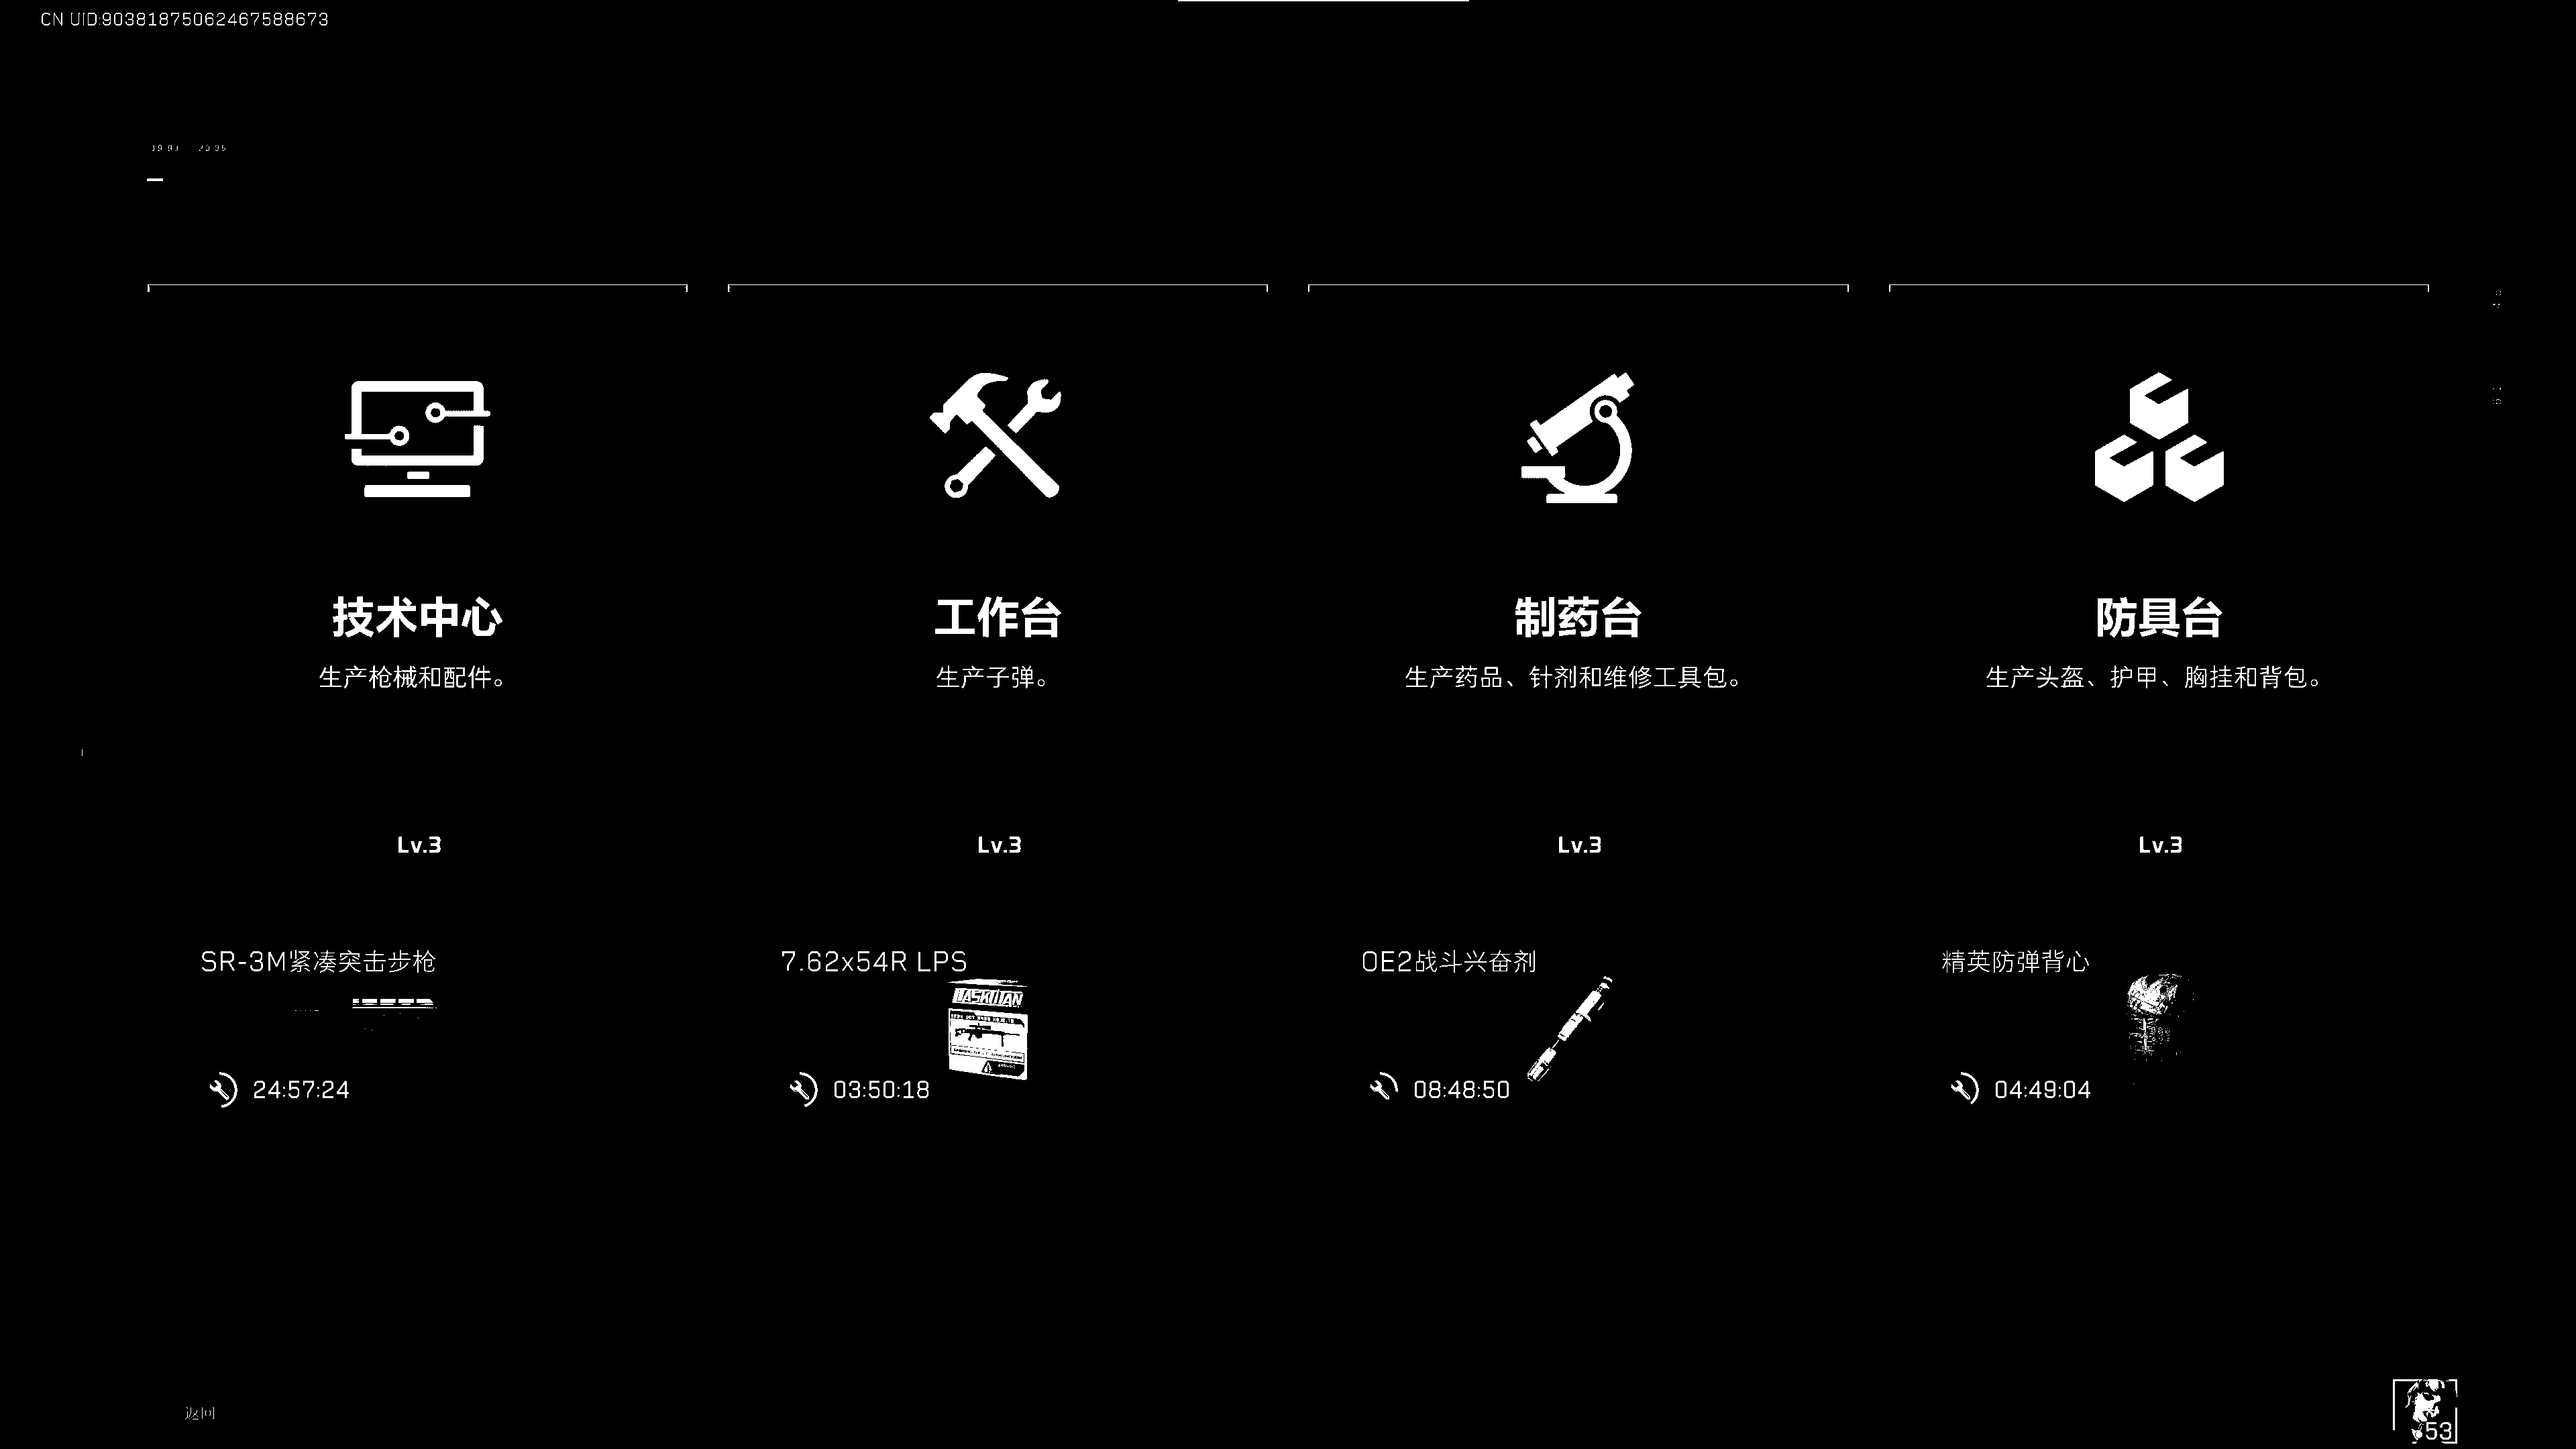 CN UID:90381875062467588673
技术中心
生产枪械和配件。
Lv.3
SR-3M紧凑突击步枪
24:57:24
工作台
生产子弹。
Lv.3
7.62x54R LPS
03:50:18
制药台
生产药品、针剂和维修工具包。
Lv.3
OE2战斗兴奋剂
08:48:50
防具台
生产头盔、护甲、胸挂和背包。
Lv.3
精英防弹背心
04:49:04
返回
53